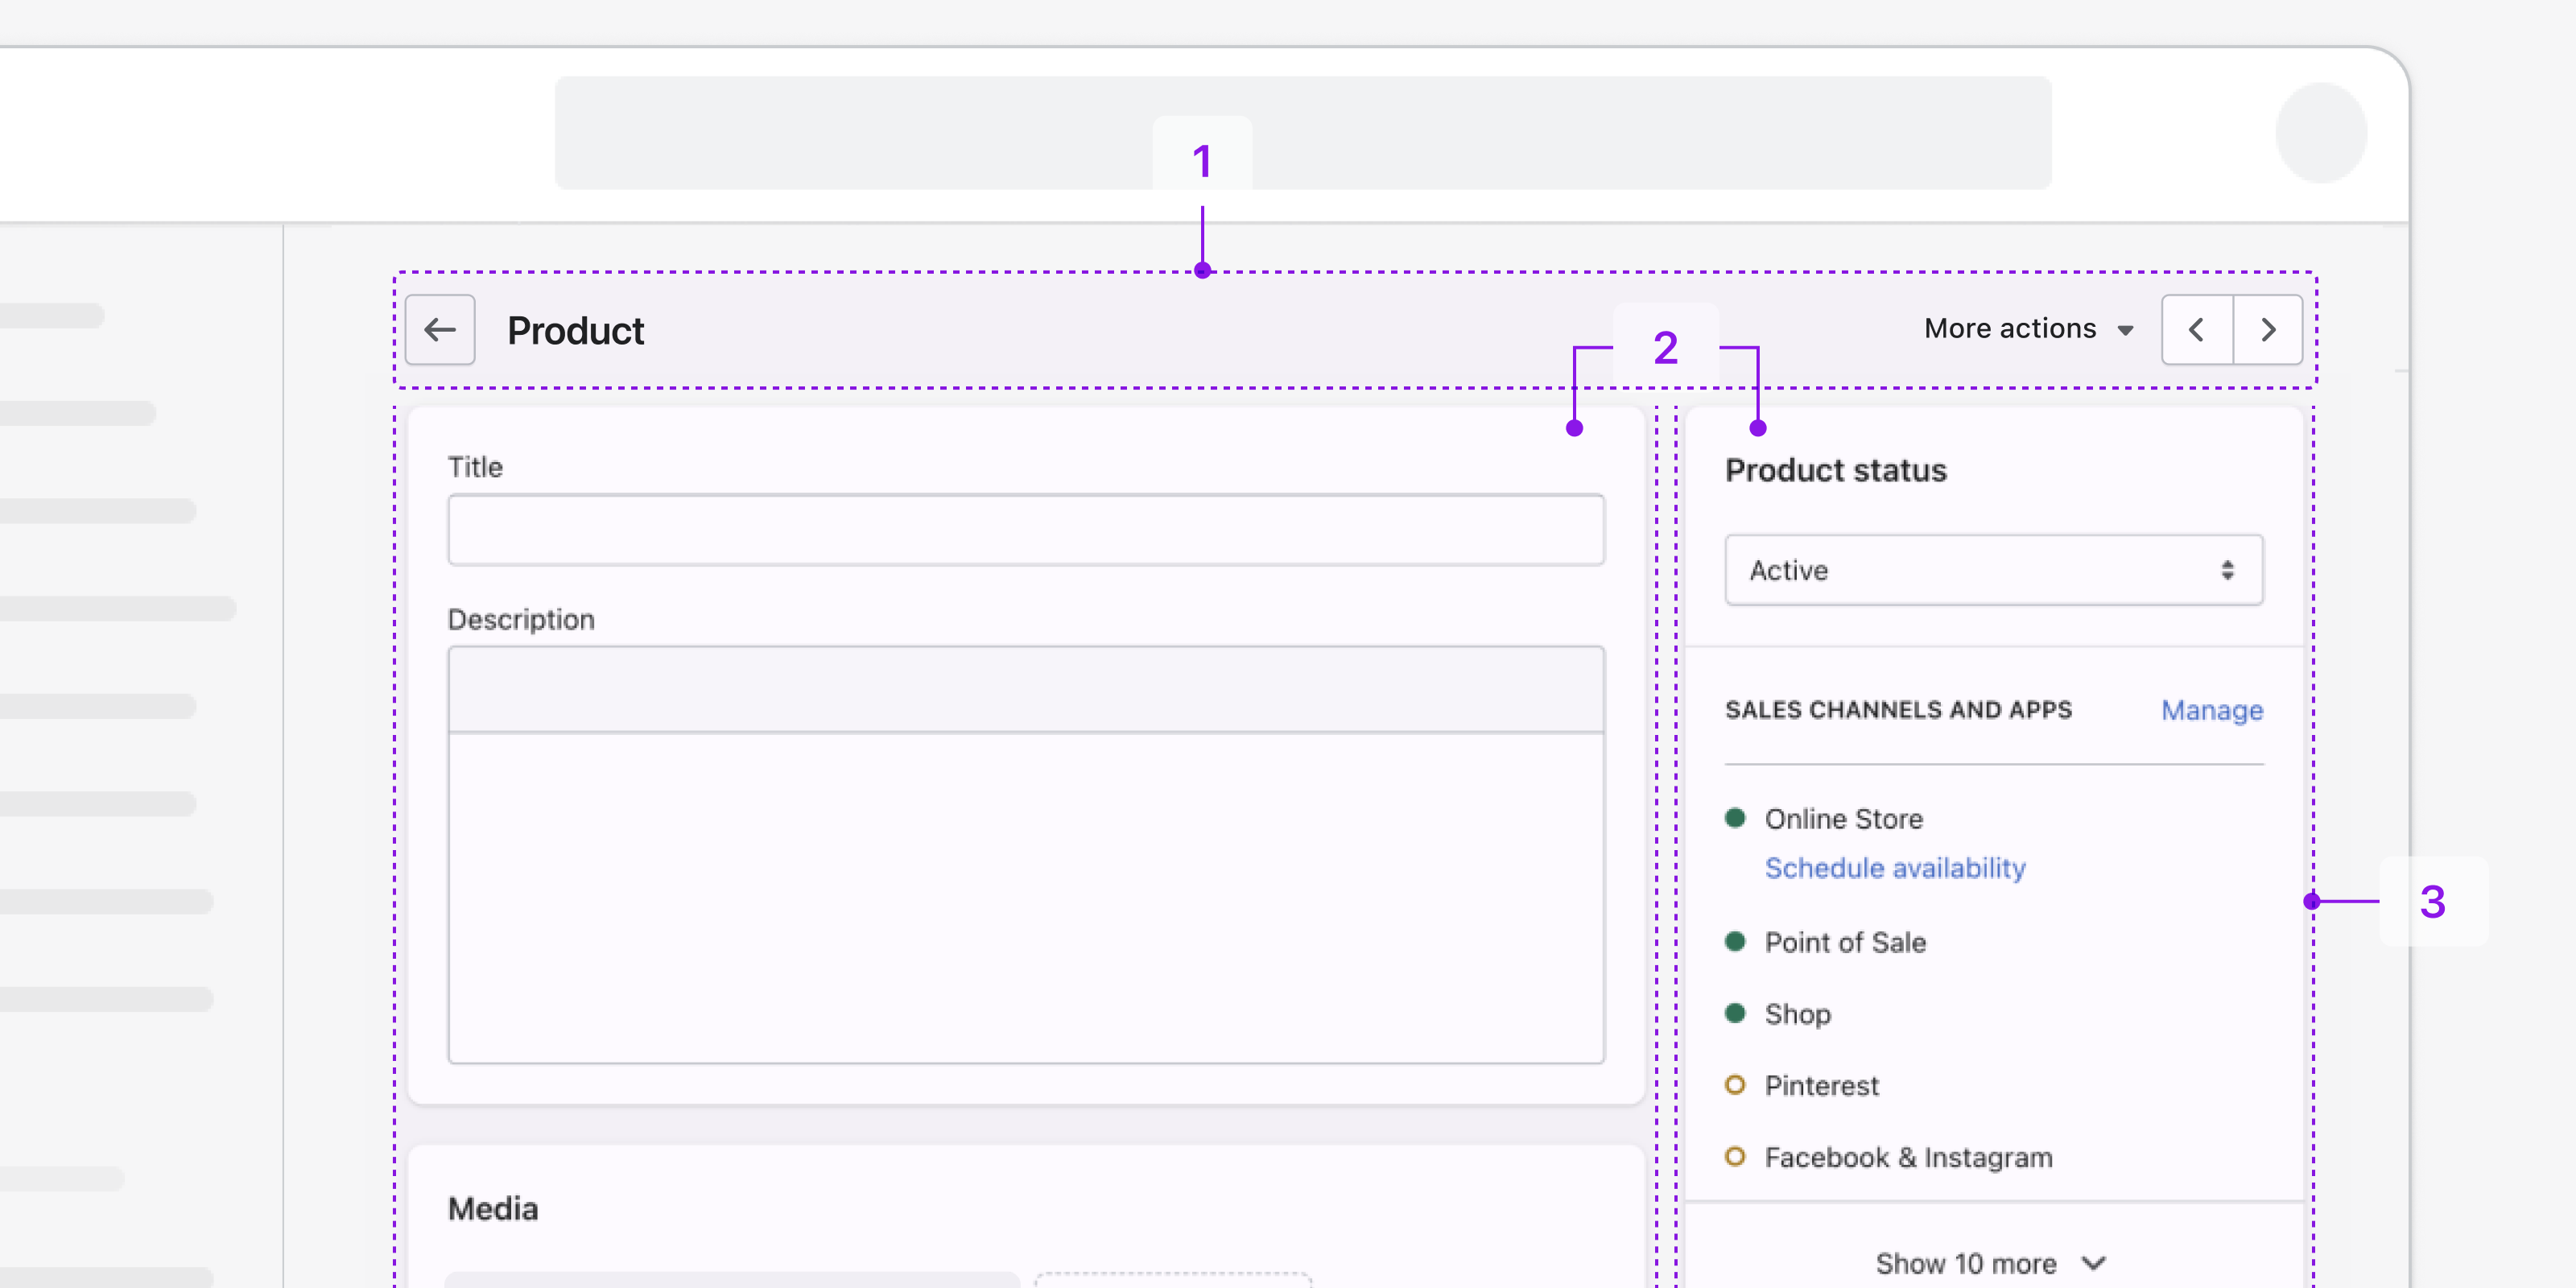 1
Product
2
More actions
Title
Description
Media
Product status
Active
SALES CHANNELS AND APPS Manage
Online Store
Schedule availability
Point of Sale
Shop
Pinterest
Facebook & Instagram
Show 10 more
3